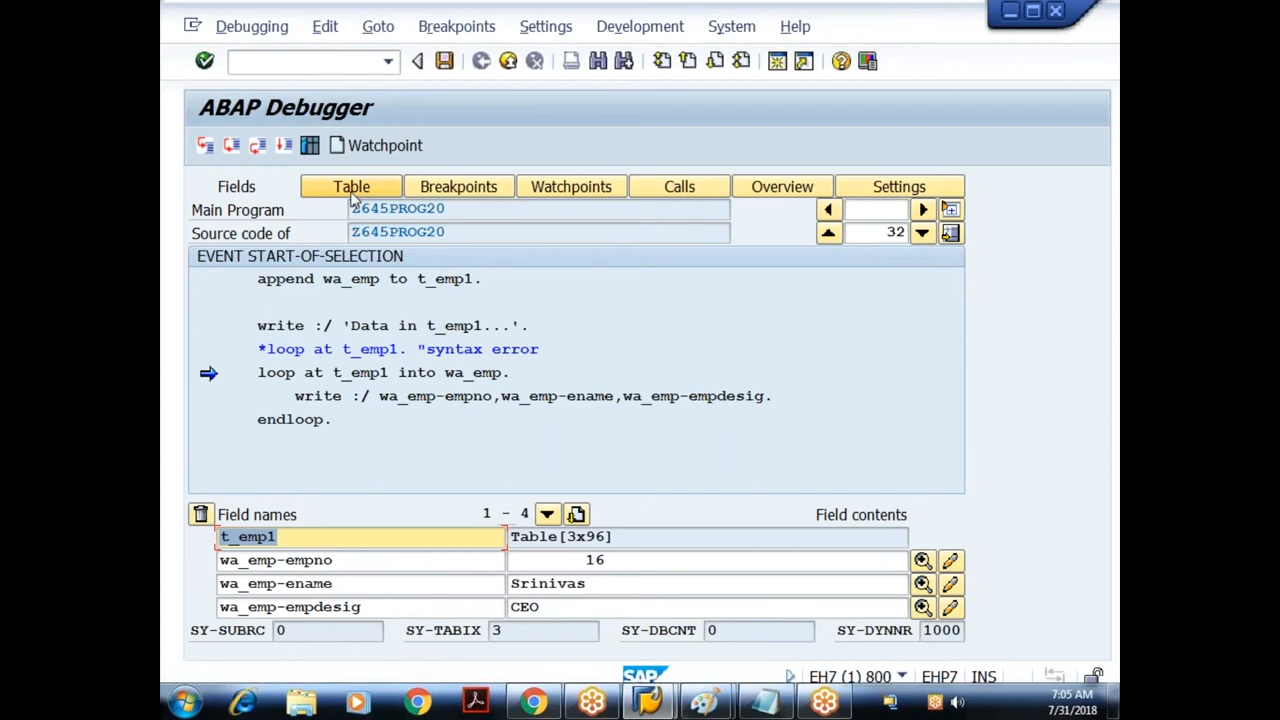 Debugging Edit Goto Breakpoints Settings Development System Help
ABAP Debugger
Watchpoint
Fields Table Breakpoints Watchpoints Calls Overview Settings
Main Program Z645PROG20
Source code of Z645PROG20 32
EVENT START-OF-SELECTION
append wa_emp to t_emp1.
write :/ 'Data in t_emp1...'.
*loop at t_emp1. "syntax error
loop at t_emp1 into wa_emp.
write :/ wa_emp-empno,wa_emp-ename,wa_emp-empdesig.
endloop.
Field names 1 - 4 Field contents
t_emp1 Table[3x96]
wa_emp-empno 16
wa_emp-ename Srinivas
wa_emp-empdesig CEO
SY-SUBRC 0 SY-TABIX 3 SY-DBCNT 0 SY-DYNNR 1000
SAP EH7 (1) 800 EHP7 INS
7:05 AM
7/31/2018